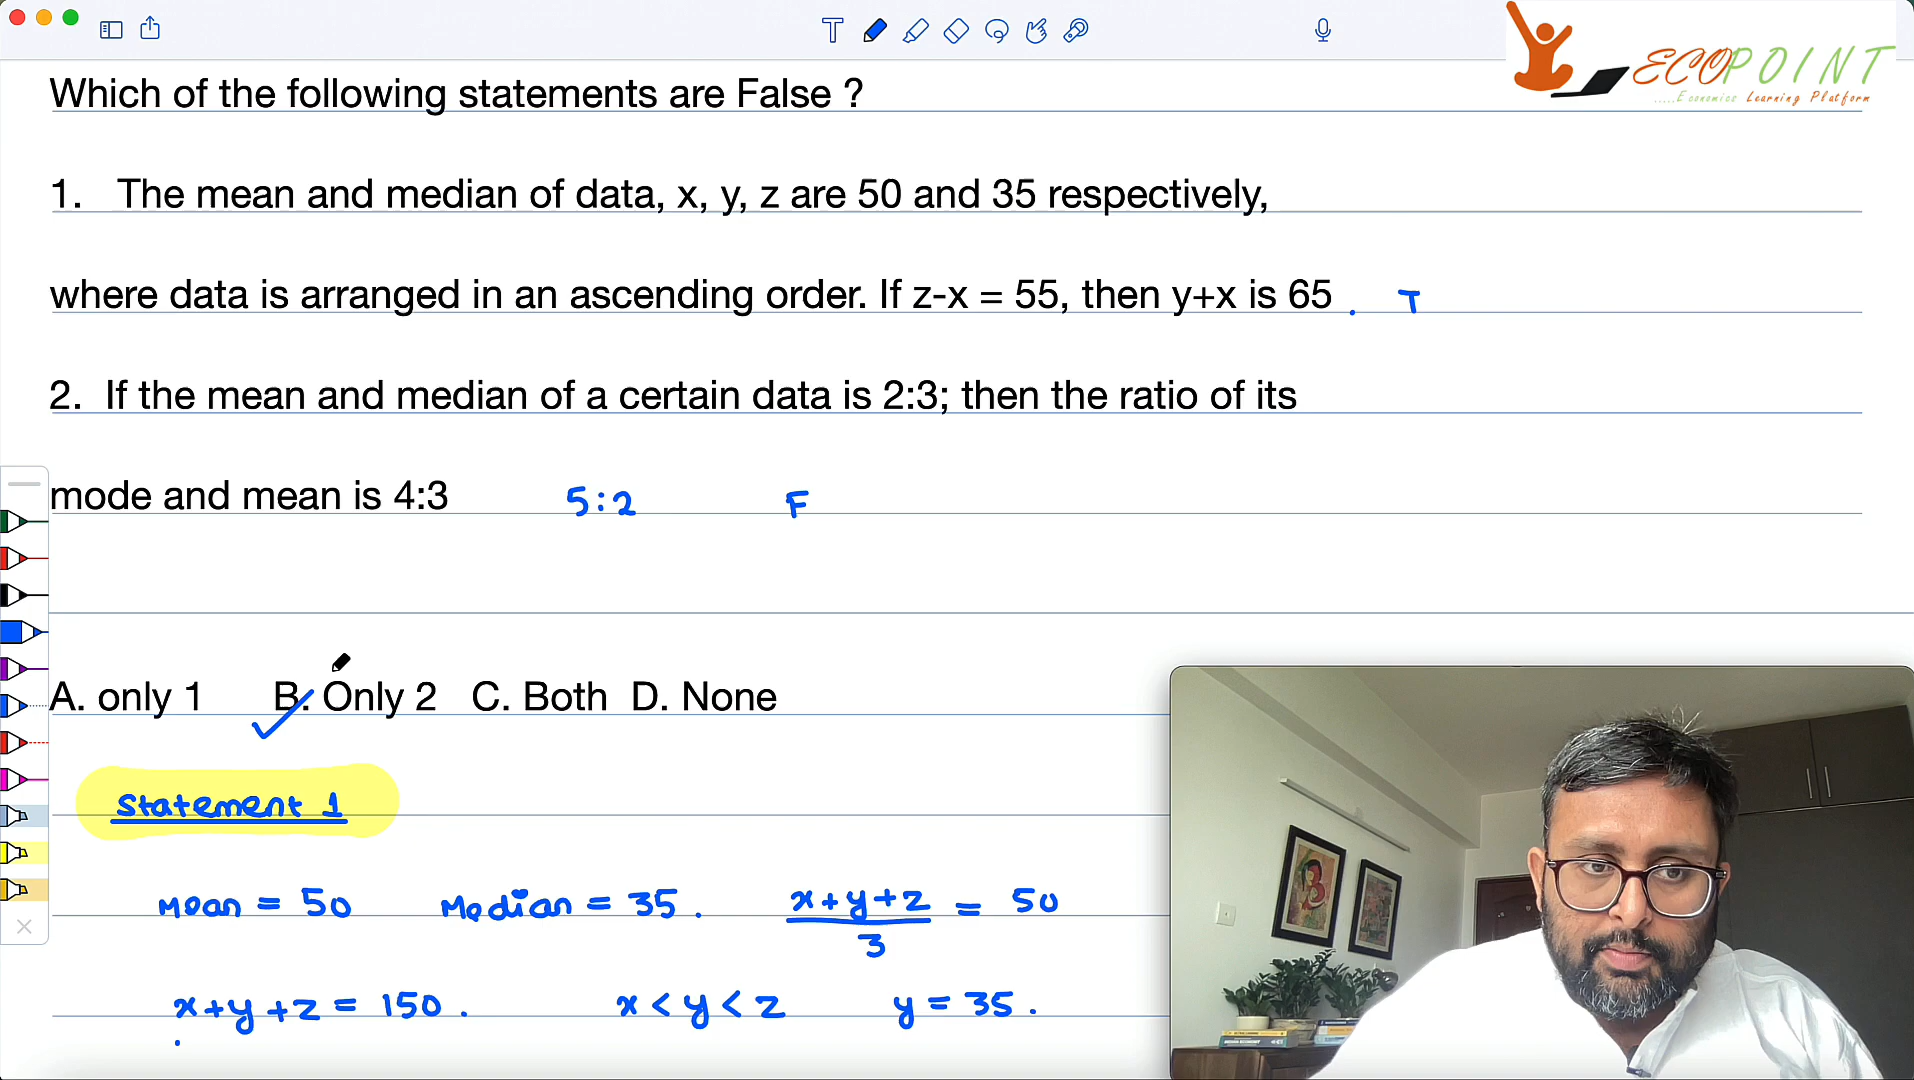 ECOPOINT
.....Economics Learning Platform
Which of the following statements are False ?
1. The mean and median of data, x, y, z are 50 and 35 respectively,
where data is arranged in an ascending order. If z-x = 55, then y+x is 65 . T
2. If the mean and median of a certain data is 2:3; then the ratio of its
mode and mean is 4:3 5:2 F
A. only 1 B. Only 2 C. Both D. None
Statement 1
Mean = 50 Median = 35 . x+y+z/3 = 50
x+y+z = 150 . x < y < z y = 35 .